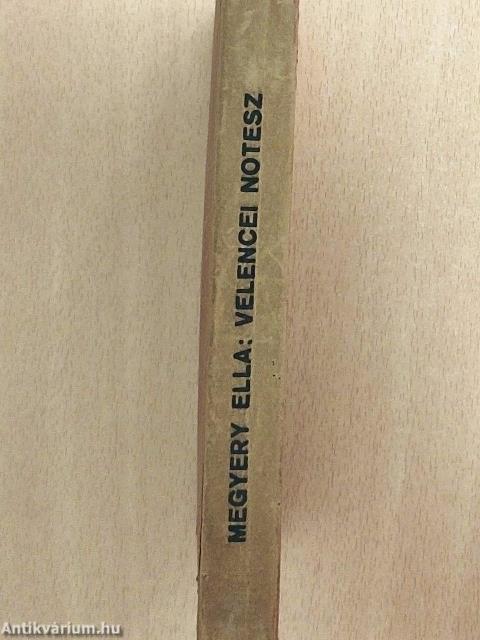 MEGYERY ELLA: VELENCEI NOTESZ
Antikvárium.hu